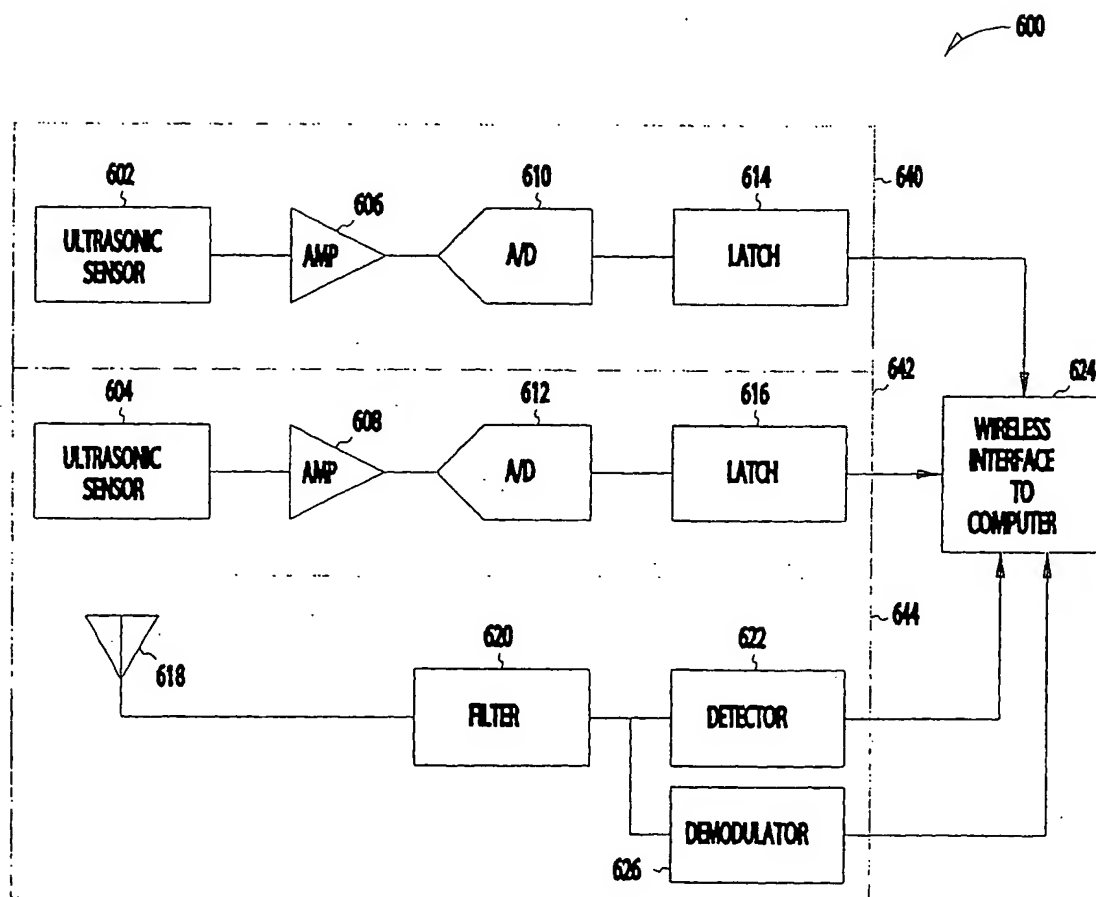 600
602
606
610
614
640
ULTRASONIC
SENSOR
AMP
A/D
LATCH
604
608
612
616
642
624
ULTRASONIC
SENSOR
AMP
A/D
LATCH
WIRELESS
INTERFACE
TO
COMPUTER
618
620
622
644
FILTER
DETECTOR
DEMODULATOR
626